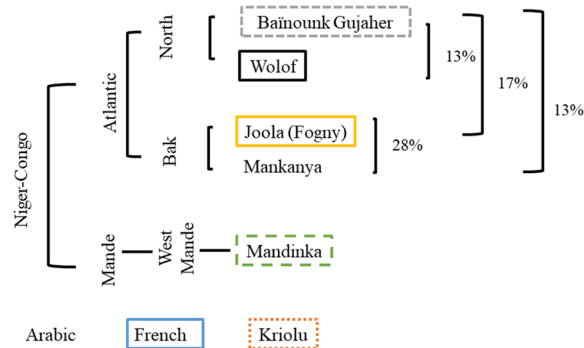 Niger-Congo
Atlantic
North
Baïnounk Gujaher
Wolof
13%
17%
13%
Bak
Joola (Fogny)
Mankanya
28%
Mande
West
Mande
Mandinka
Arabic
French
Kriolu